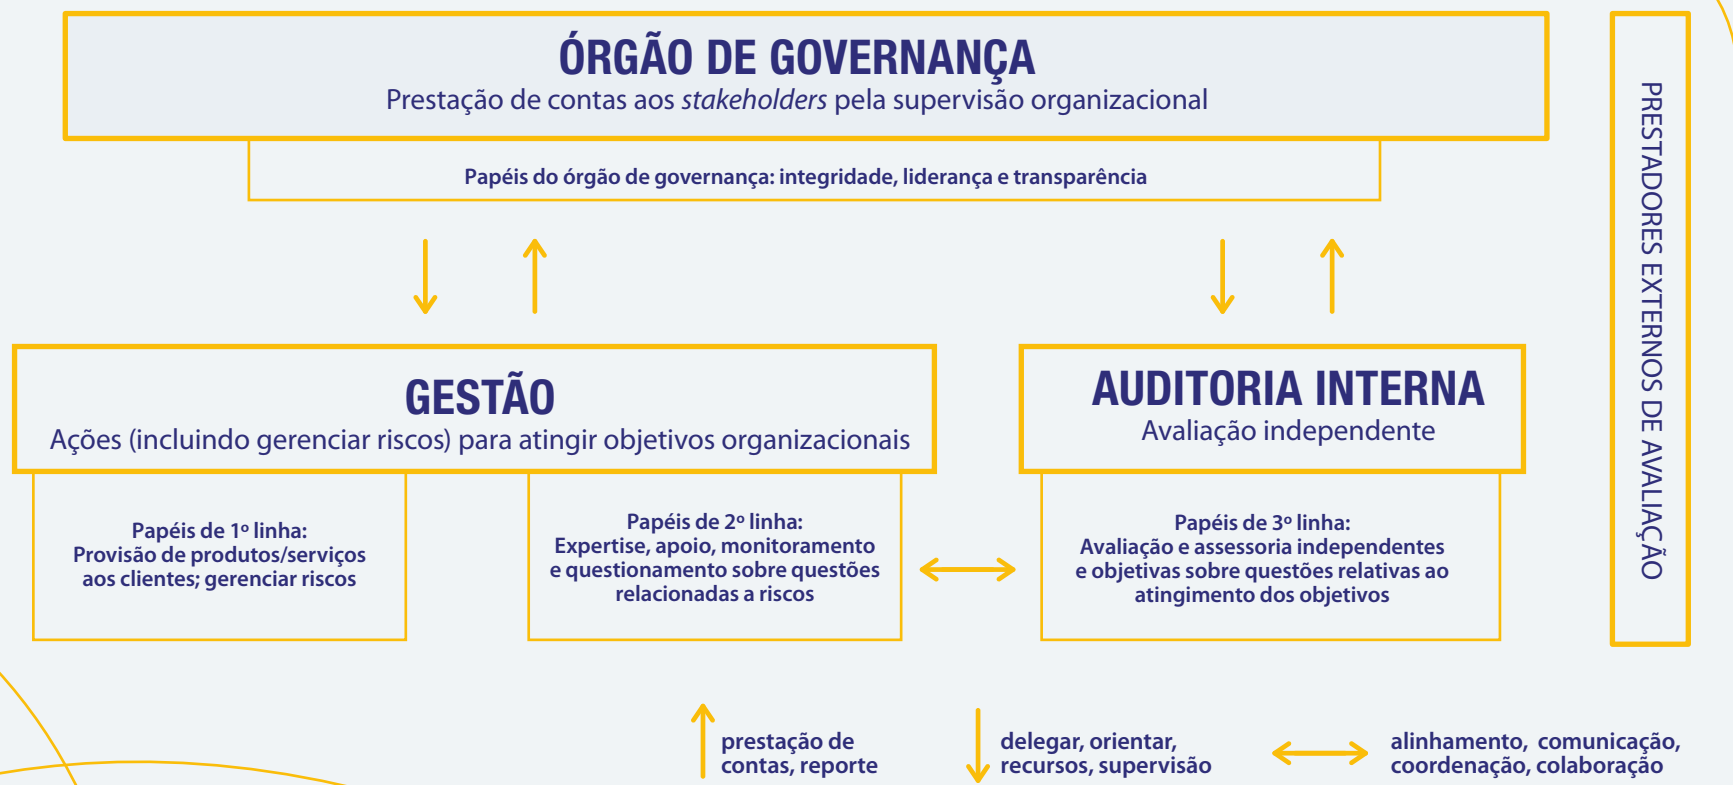 ÓRGÃO DE GOVERNANÇA
Prestação de contas aos stakeholders pela supervisão organizacional
Papéis do órgão de governança: integridade, liderança e transparência
GESTÃO
Ações (incluindo gerenciar riscos) para atingir objetivos organizacionais
Papéis de 1º linha:
Provisão de produtos/serviços
aos clientes; gerenciar riscos
Papéis de 2º linha:
Expertise, apoio, monitoramento
e questionamento sobre questões
relacionadas a riscos
AUDITORIA INTERNA
Avaliação independente
Papéis de 3º linha:
Avaliação e assessoria independentes
e objetivas sobre questões relativas ao
atingimento dos objetivos
PRESTADORES EXTERNOS DE AVALIAÇÃO
prestação de
contas, reporte
delegar, orientar,
recursos, supervisão
alinhamento, comunicação,
coordenação, colaboração